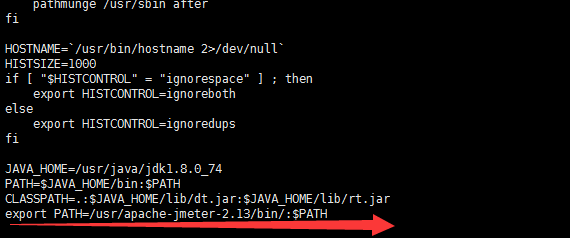 pathmunge /usr/sbin after
fi
HOSTNAME=`/usr/bin/hostname 2>/dev/null`
HISTSIZE=1000
if [ "$HISTCONTROL" = "ignorespace" ] ; then
export HISTCONTROL=ignoreboth
else
export HISTCONTROL=ignoredups
fi
JAVA_HOME=/usr/java/jdk1.8.0_74
PATH=$JAVA_HOME/bin:$PATH
CLASSPATH=.:$JAVA_HOME/lib/dt.jar:$JAVA_HOME/lib/rt.jar
export PATH=/usr/apache-jmeter-2.13/bin/:$PATH